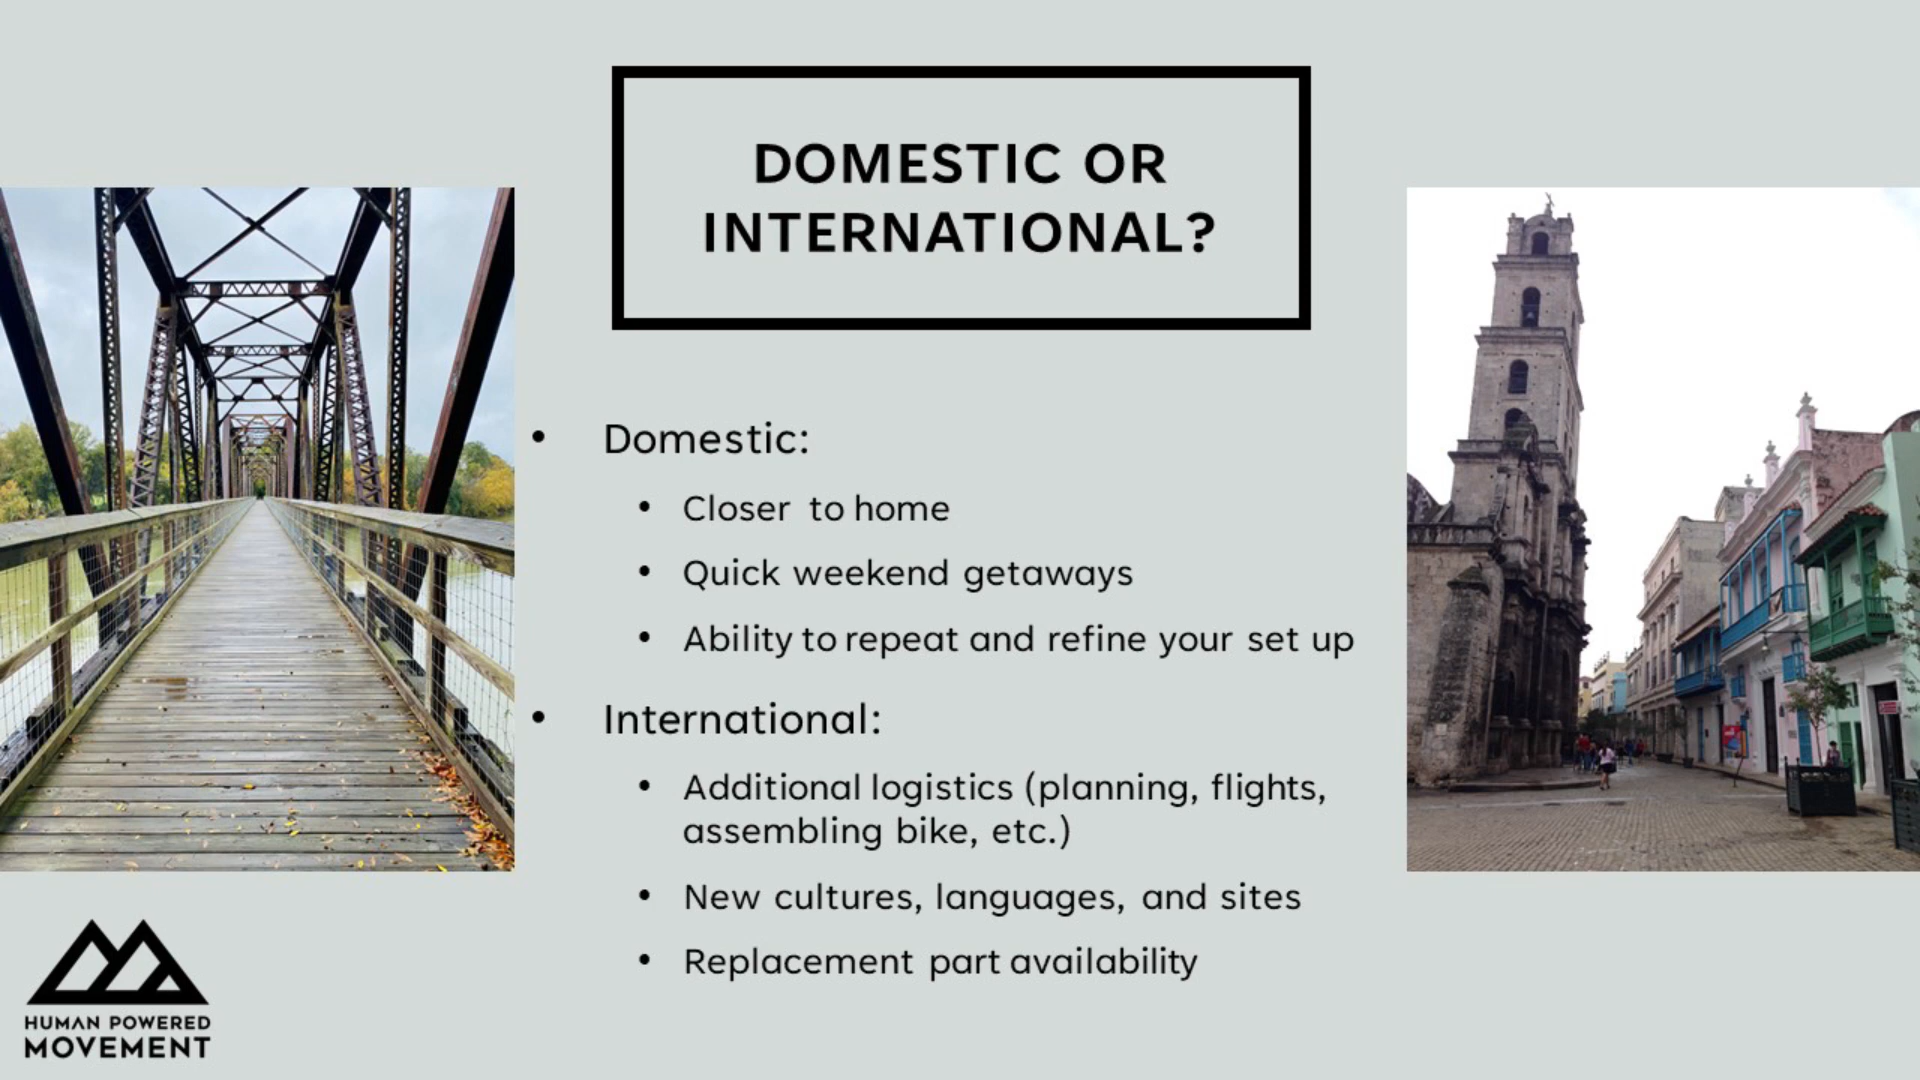 DOMESTIC OR
INTERNATIONAL?
• Domestic:
• Closer to home
• Quick weekend getaways
• Ability to repeat and refine your set up
• International:
• Additional logistics (planning, flights,
assembling bike, etc.)
• New cultures, languages, and sites
• Replacement part availability
HUMAN POWERED
MOVEMENT